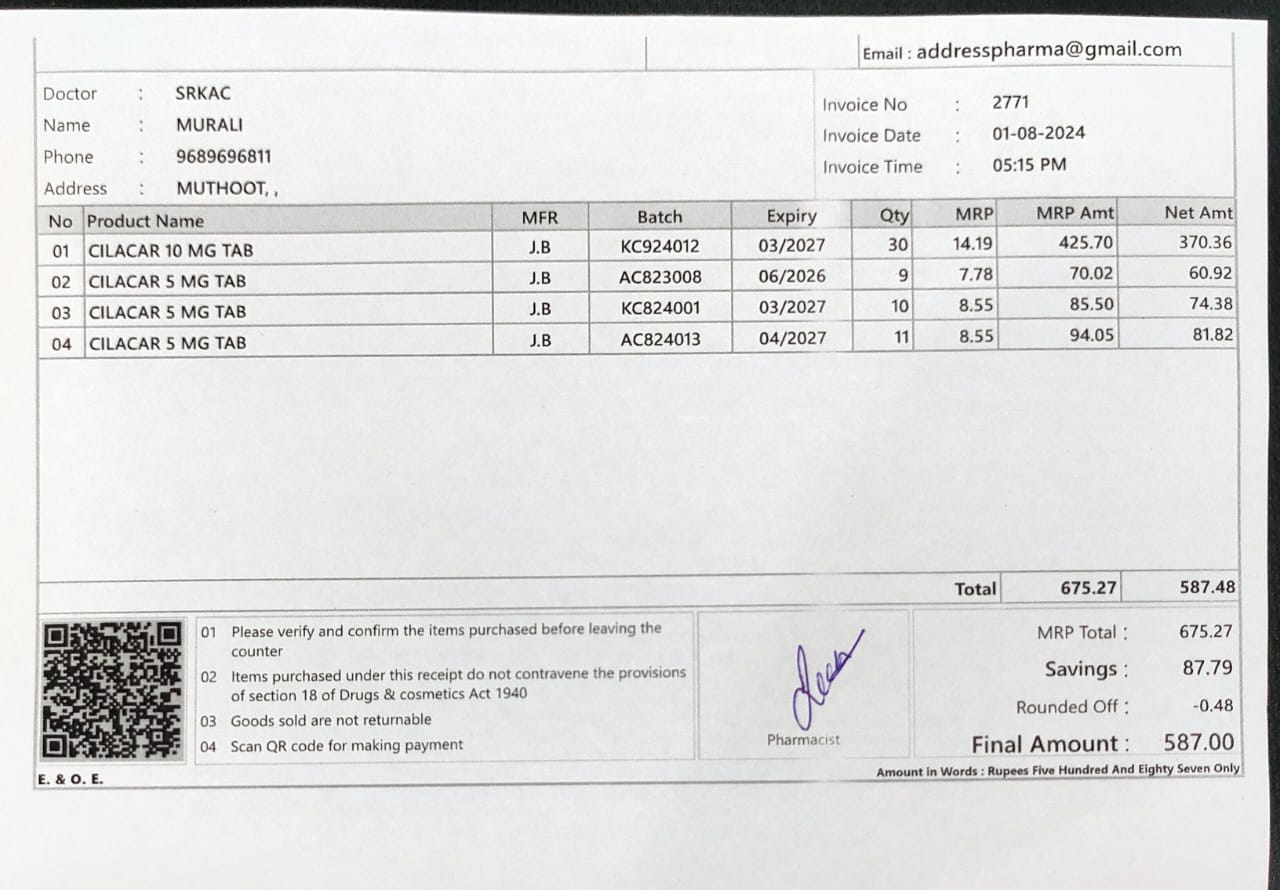 Email : addresspharma@gmail.com
Doctor : SRKAC
Name : MURALI
Phone : 9689696811
Address : MUTHOOT, ,
Invoice No : 2771
Invoice Date : 01-08-2024
Invoice Time : 05:15 PM
No Product Name MFR Batch Expiry Qty MRP MRP Amt Net Amt
01 CILACAR 10 MG TAB J.B KC924012 03/2027 30 14.19 425.70 370.36
02 CILACAR 5 MG TAB J.B AC823008 06/2026 9 7.78 70.02 60.92
03 CILACAR 5 MG TAB J.B KC824001 03/2027 10 8.55 85.50 74.38
04 CILACAR 5 MG TAB J.B AC824013 04/2027 11 8.55 94.05 81.82
Total 675.27 587.48
01 Please verify and confirm the items purchased before leaving the
counter
02 Items purchased under this receipt do not contravene the provisions
of section 18 of Drugs & cosmetics Act 1940
03 Goods sold are not returnable
04 Scan QR code for making payment
Pharmacist
MRP Total : 675.27
Savings : 87.79
Rounded Off : -0.48
Final Amount : 587.00
E. & O. E.
Amount in Words : Rupees Five Hundred And Eighty Seven Only